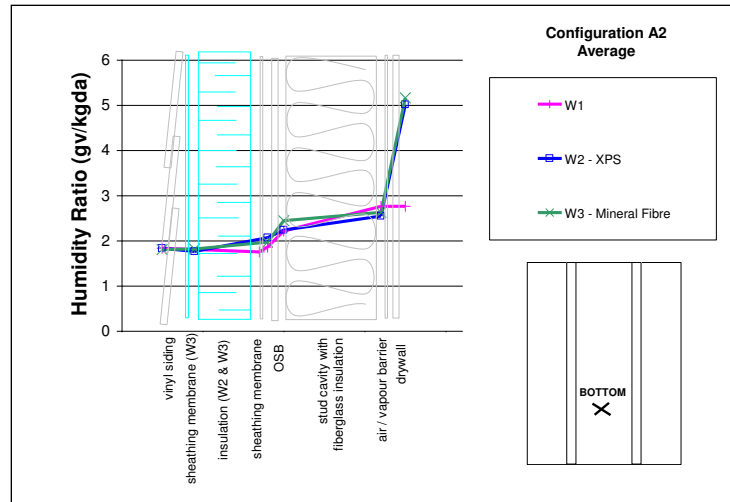 Configuration A2
Average
Humidity Ratio (gv/kgda)
6
5
4
3
2
1
0
vinyl siding
sheathing membrane (W3)
insulation (W2 & W3)
sheathing membrane
OSB
stud cavity with
fiberglass insulation
air / vapour barrier
drywall
W1
W2 - XPS
W3 - Mineral Fibre
BOTTOM